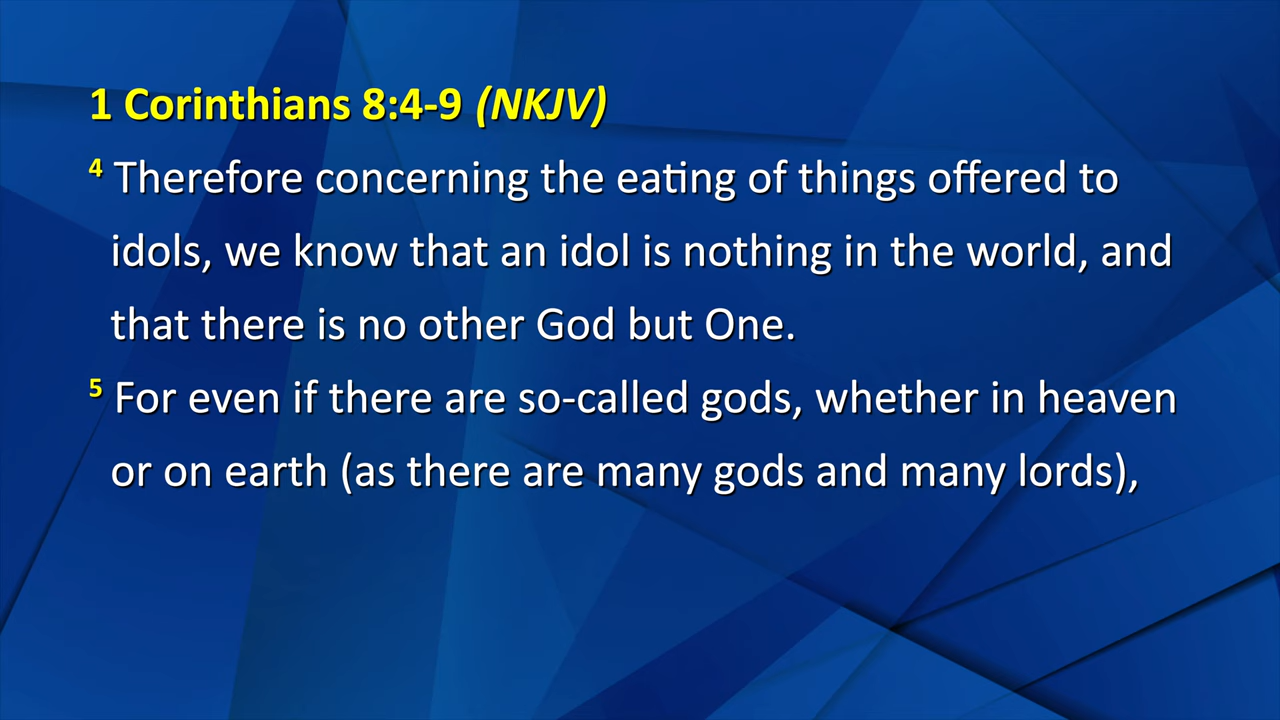 1 Corinthians 8:4-9 (NKJV)
4 Therefore concerning the eating of things offered to
idols, we know that an idol is nothing in the world, and
that there is no other God but One.
5 For even if there are so-called gods, whether in heaven
or on earth (as there are many gods and many lords),